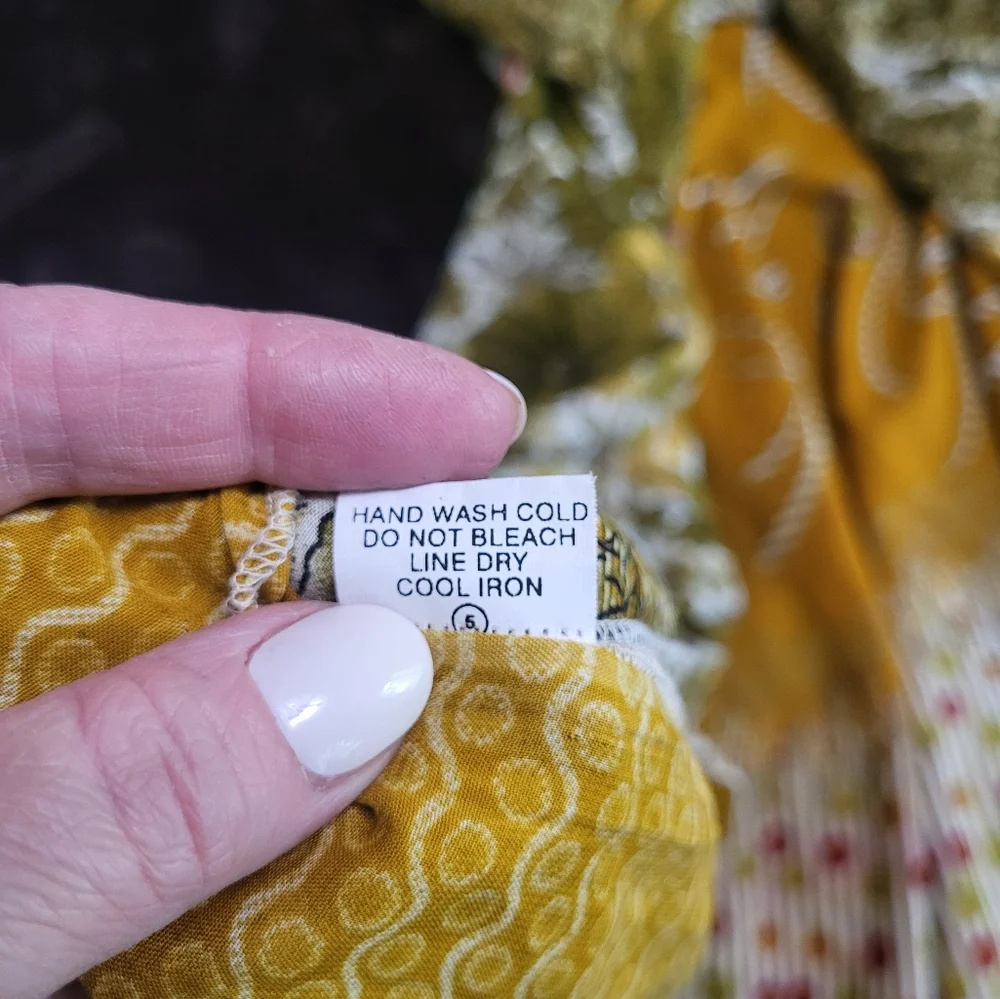 HAND WASH COLD
DO NOT BLEACH
LINE DRY
COOL IRON
5